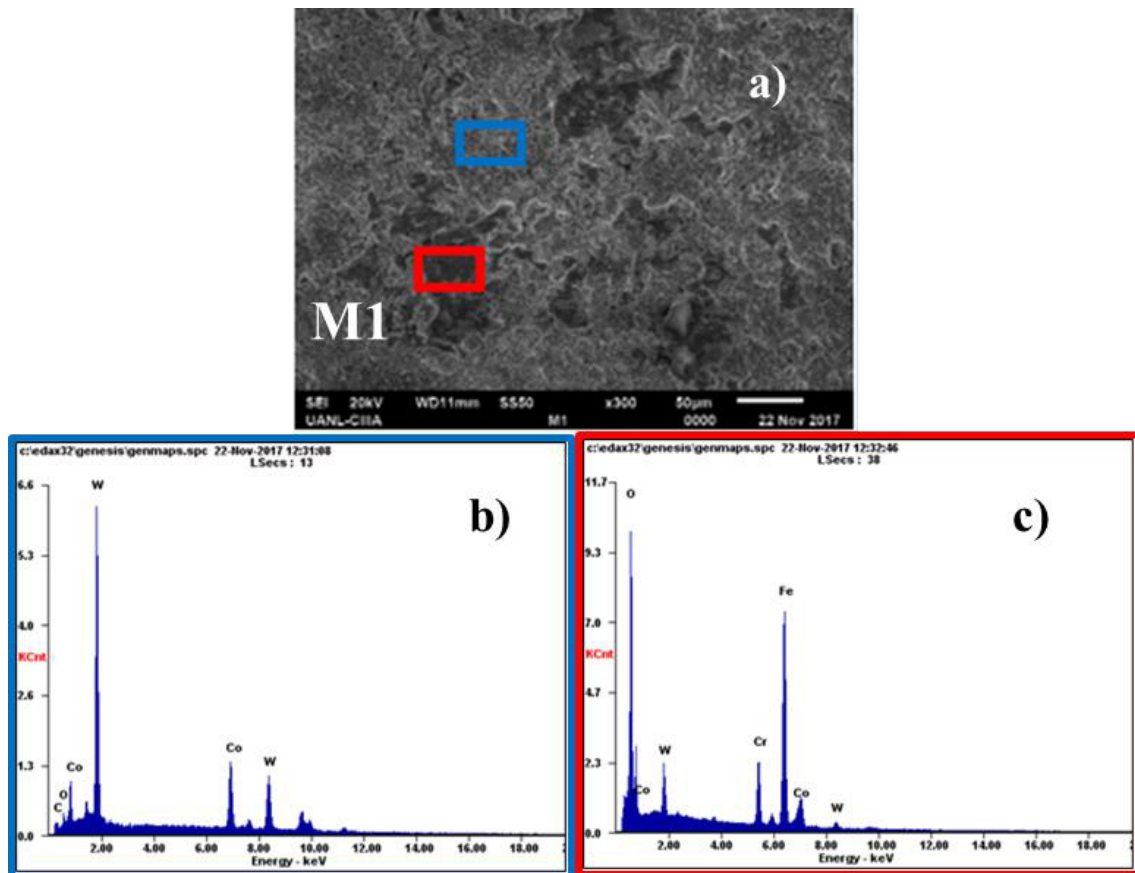 a)
M1
SEI 20kV WD11mm SS50 x300 50µm
UANL-CIIA M1 0000 22 Nov 2017
c:\edax32\genesis\genmaps.spc 22-Nov-2017 12:31:08
LSecs : 13
b)
6.6
5.3
4.0
KCnt
2.6
1.3
0.0
C
O
Co
W
Co
W
2.00 4.00 6.00 8.00 10.00 12.00 14.00 16.00 18.00
Energy - keV
c:\edax32\genesis\genmaps.spc 22-Nov-2017 12:32:46
LSecs : 38
c)
11.7
9.3
7.0
KCnt
4.7
2.3
0.0
O
Co
W
Cr
Fe
Co
W
2.00 4.00 6.00 8.00 10.00 12.00 14.00 16.00 18.00
Energy - keV